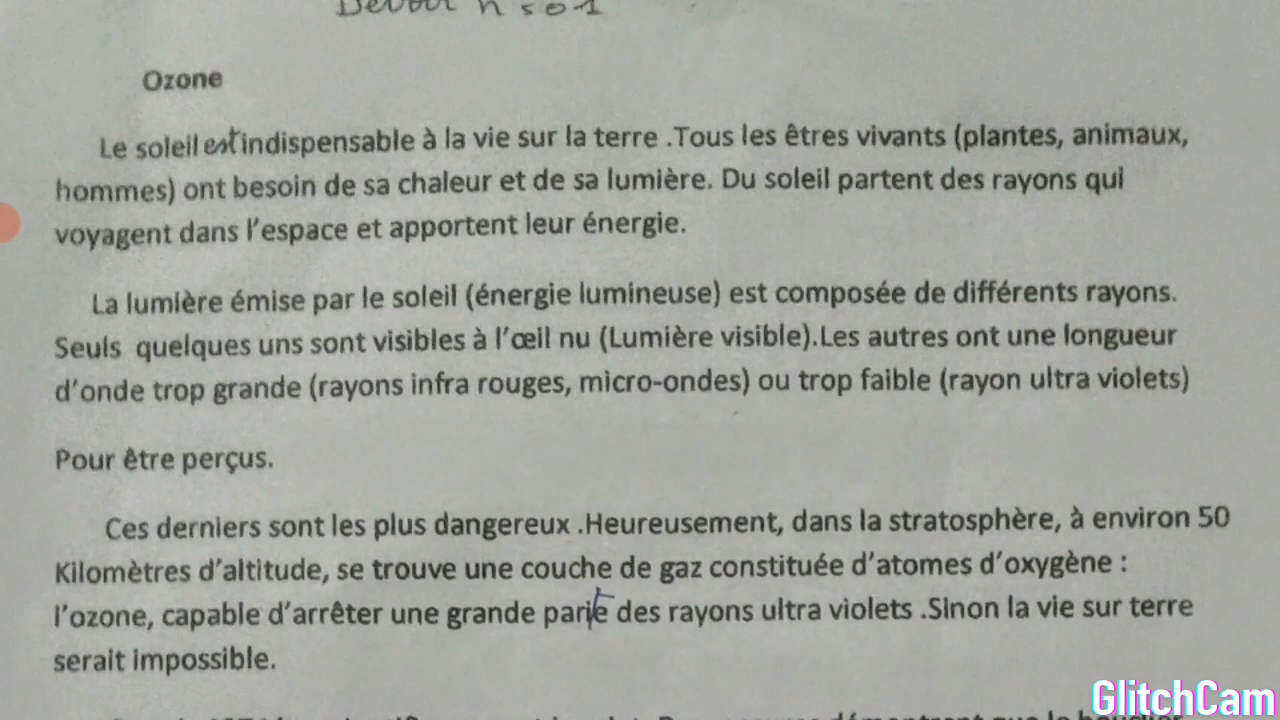 Devoir n
Ozone
Le soleil est indispensable à la vie sur la terre .Tous les êtres vivants (plantes, animaux,
hommes) ont besoin de sa chaleur et de sa lumière. Du soleil partent des rayons qui
voyagent dans l'espace et apportent leur énergie.
La lumière émise par le soleil (énergie lumineuse) est composée de différents rayons.
Seuls quelques uns sont visibles à l'œil nu (Lumière visible).Les autres ont une longueur
d'onde trop grande (rayons infra rouges, micro-ondes) ou trop faible (rayon ultra violets)
Pour être perçus.
Ces derniers sont les plus dangereux .Heureusement, dans la stratosphère, à environ 50
Kilomètres d'altitude, se trouve une couche de gaz constituée d'atomes d'oxygène :
l'ozone, capable d'arrêter une grande partie des rayons ultra violets .Sinon la vie sur terre
serait impossible.
GlitchCam